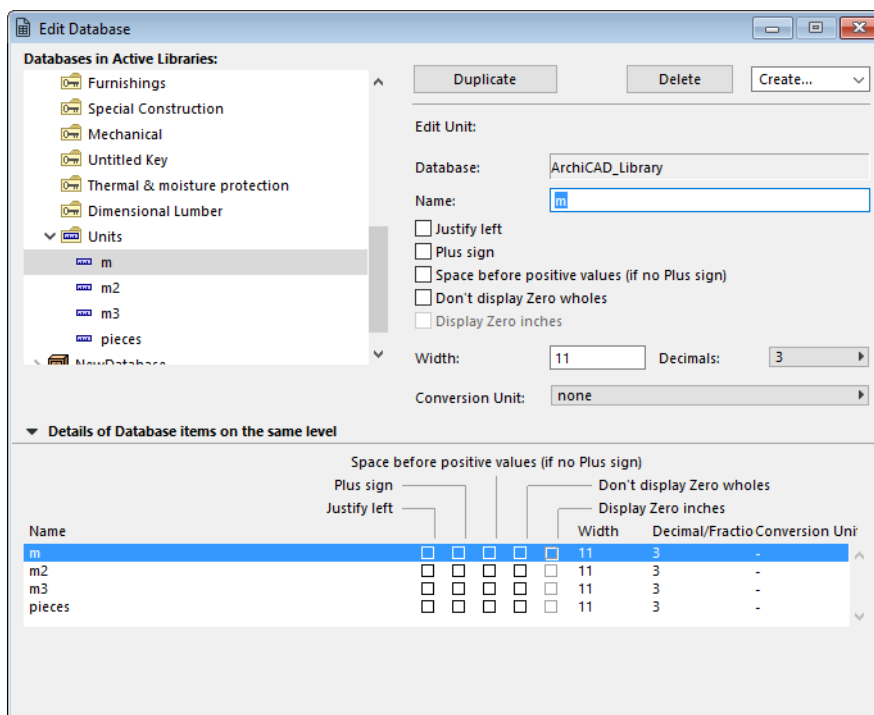 Edit Database
Databases in Active Libraries:
Furnishings
Special Construction
Mechanical
Untitled Key
Thermal & moisture protection
Dimensional Lumber
Units
m
m2
m3
pieces
NewDatabase
Duplicate Delete Create...
Edit Unit:
Database: ArchiCAD_Library
Name: m
Justify left
Plus sign
Space before positive values (if no Plus sign)
Don't display Zero wholes
Display Zero inches
Width: 11 Decimals: 3
Conversion Unit: none
Details of Database items on the same level
Space before positive values (if no Plus sign)
Plus sign Don't display Zero wholes
Justify left Display Zero inches
Name Width Decimal/Fractio Conversion Unit
m 11 3 -
m2 11 3 -
m3 11 3 -
pieces 11 3 -